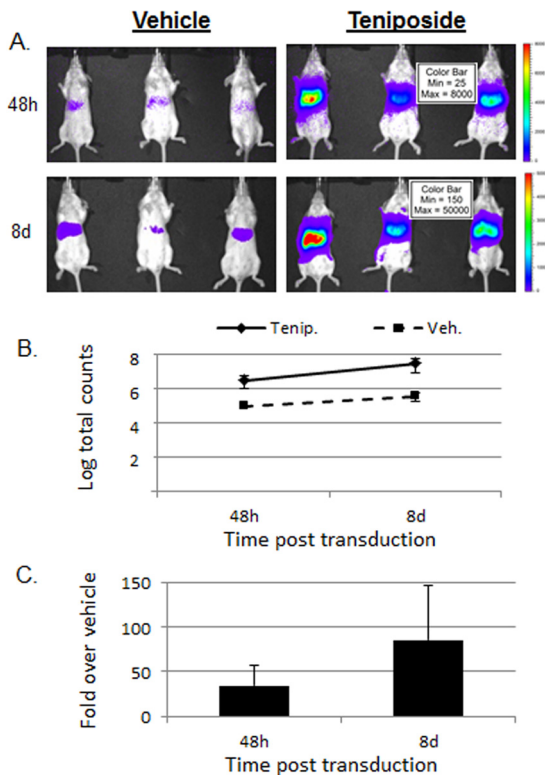 Vehicle
Teniposide
A.
48h
Color Bar
Min = 25
Max = 8000
8d
Color Bar
Min = 150
Max = 50000
Tenip.
Veh.
B.
Log total counts
8
6
4
2
48h
8d
Time post transduction
C.
Fold over vehicle
150
100
50
0
48h
8d
Time post transduction